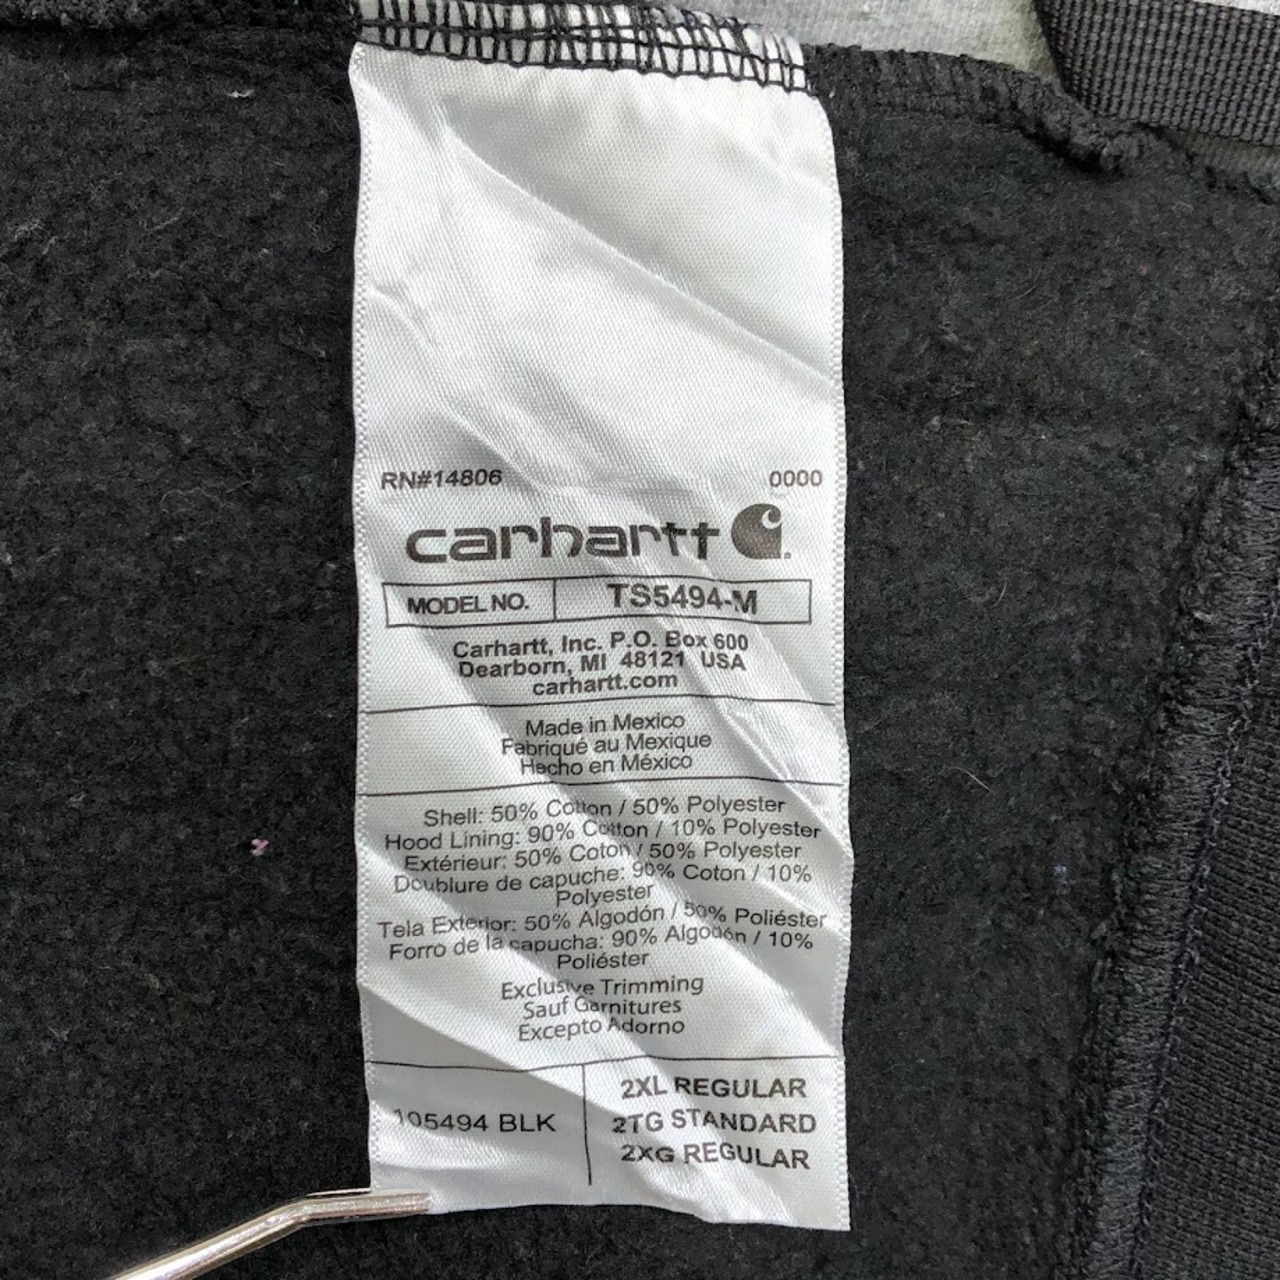 RN#14806 0000
carhartt
MODEL NO. TS5494-M
Carhartt, Inc. P.O. Box 600
Dearborn, MI 48121 USA
carhartt.com
Made in Mexico
Fabriqué au Mexique
Hecho en México
Shell: 50% Cotton / 50% Polyester
Hood Lining: 90% Cotton / 10% Polyester
Extérieur: 50% Coton / 50% Polyester
Doublure de capuche: 90% Coton / 10%
Polyester
Tela Exterior: 50% Algodón / 50% Poliéster
Forro de la capucha: 90% Algodón / 10%
Poliéster
Exclusive Trimming
Sauf Garnitures
Excepto Adorno
105494 BLK
2XL REGULAR
2TG STANDARD
2XG REGULAR